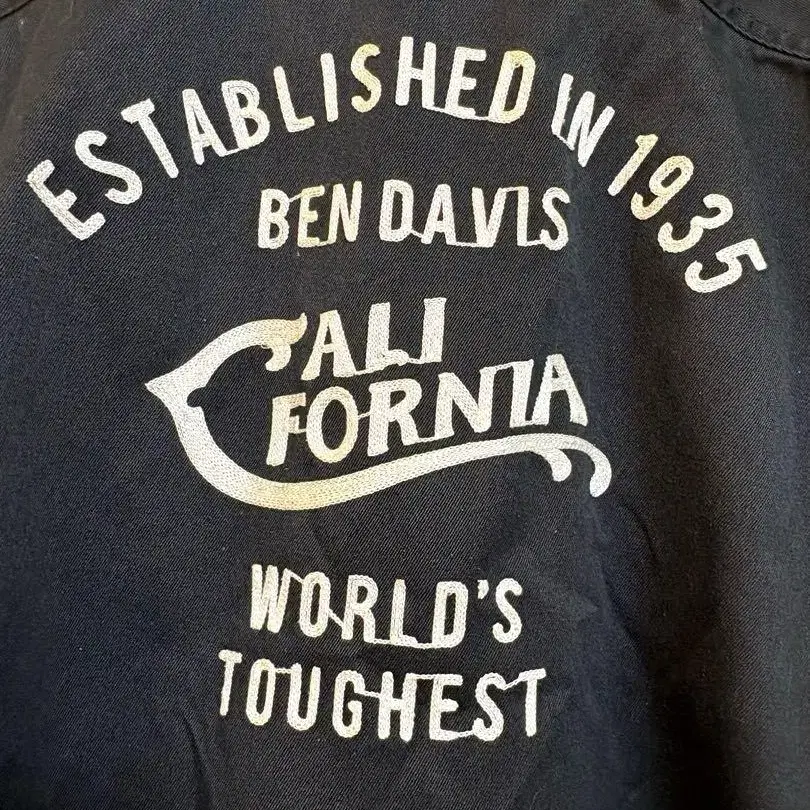 ESTABLISHED IN 1935
BEN DAVIS
CALI
FORNIA
WORLD'S
TOUGHEST